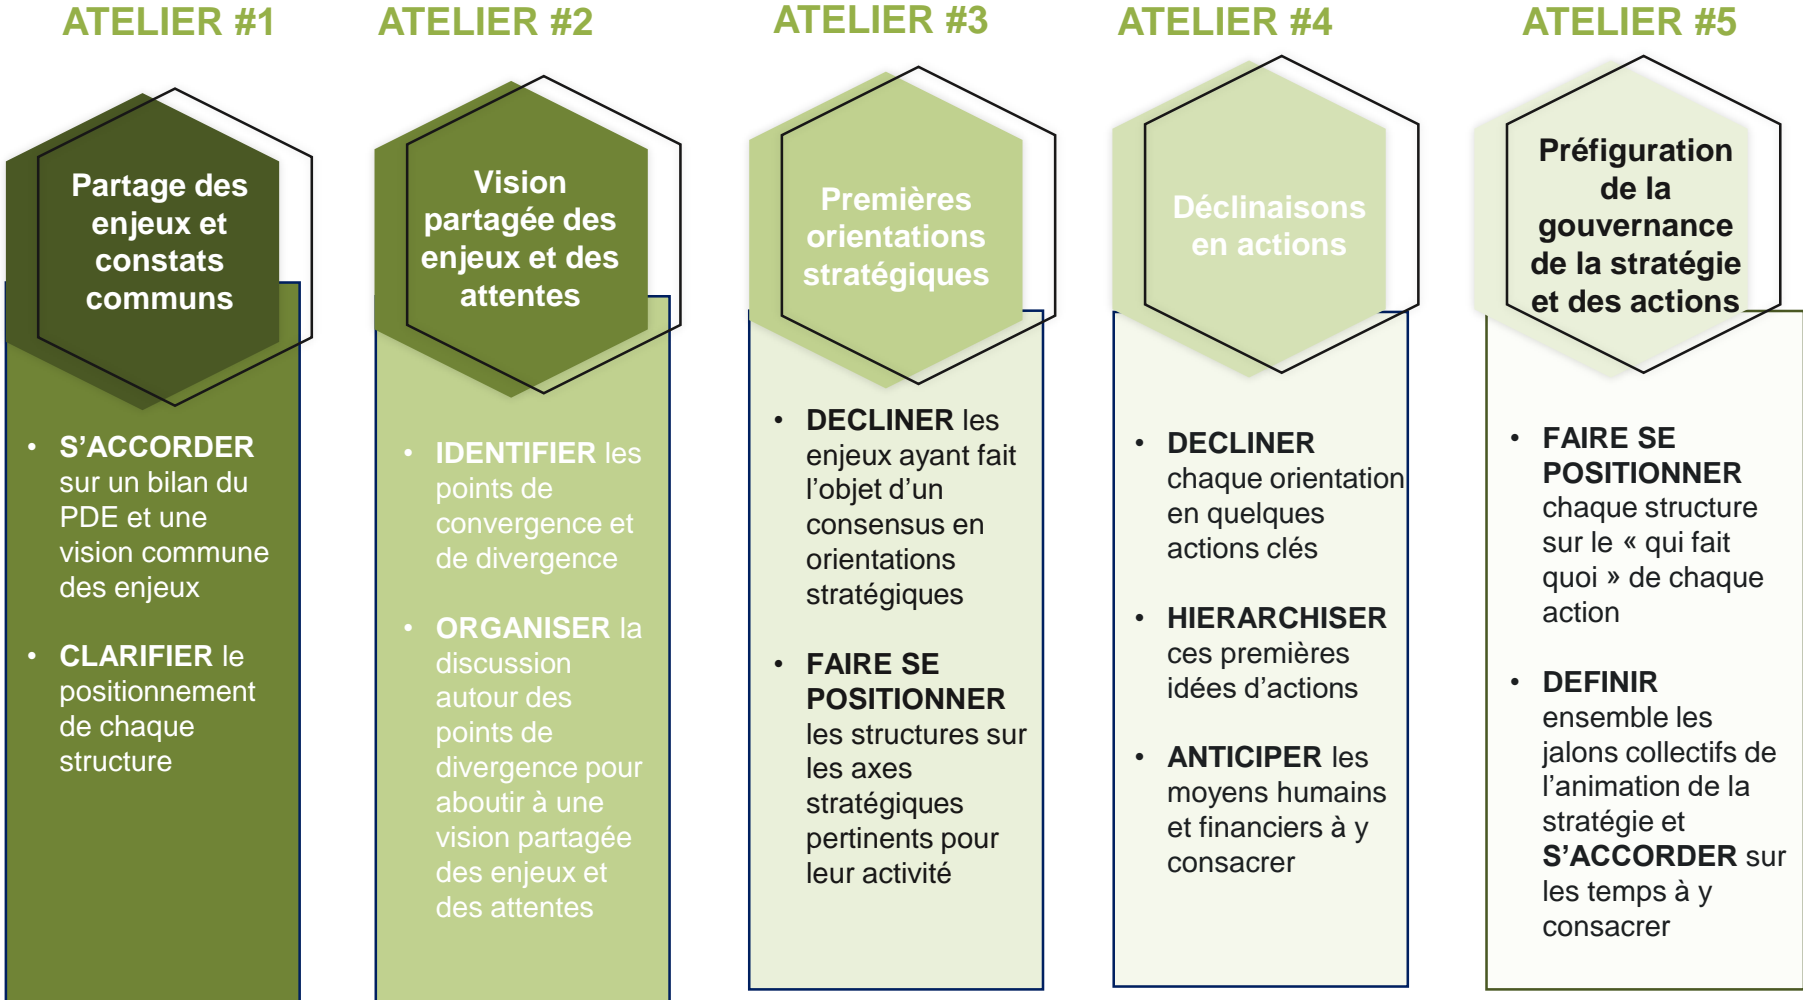 ATELIER #1
Partage des
enjeux et
constats
communs
• S’ACCORDER
sur un bilan du
PDE et une
vision commune
des enjeux
• CLARIFIER le
positionnement
de chaque
structure
ATELIER #2
Vision
partagée des
enjeux et des
attentes
• IDENTIFIER les
points de
convergence et
de divergence
• ORGANISER la
discussion
autour des
points de
divergence pour
aboutir à une
vision partagée
des enjeux et
des attentes
ATELIER #3
Premières
orientations
stratégiques
• DECLINER les
enjeux ayant fait
l’objet d’un
consensus en
orientations
stratégiques
• FAIRE SE
POSITIONNER
les structures sur
les axes
stratégiques
pertinents pour
leur activité
ATELIER #4
Déclinaisons
en actions
• DECLINER
chaque orientation
en quelques
actions clés
• HIERARCHISER
ces premières
idées d’actions
• ANTICIPER les
moyens humains
et financiers à y
consacrer
ATELIER #5
Préfiguration
de la
gouvernance
de la stratégie
et des actions
• FAIRE SE
POSITIONNER
chaque structure
sur le « qui fait
quoi » de chaque
action
• DEFINIR
ensemble les
jalons collectifs de
l’animation de la
stratégie et
S’ACCORDER sur
les temps à y
consacrer